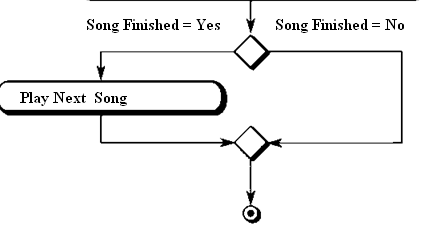 Song Finished = Yes
Song Finished = No
Play Next Song